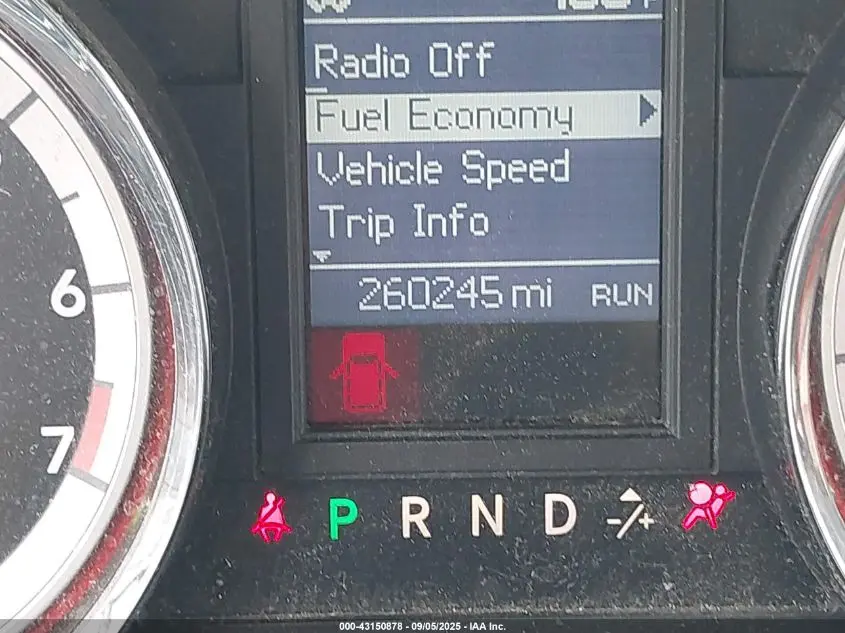 Radio Off
Fuel Economy
Vehicle Speed
Trip Info
260245 mi RUN
6
7
P R N D -/+
000-43150878 - 09/05/2025 - IAA Inc.